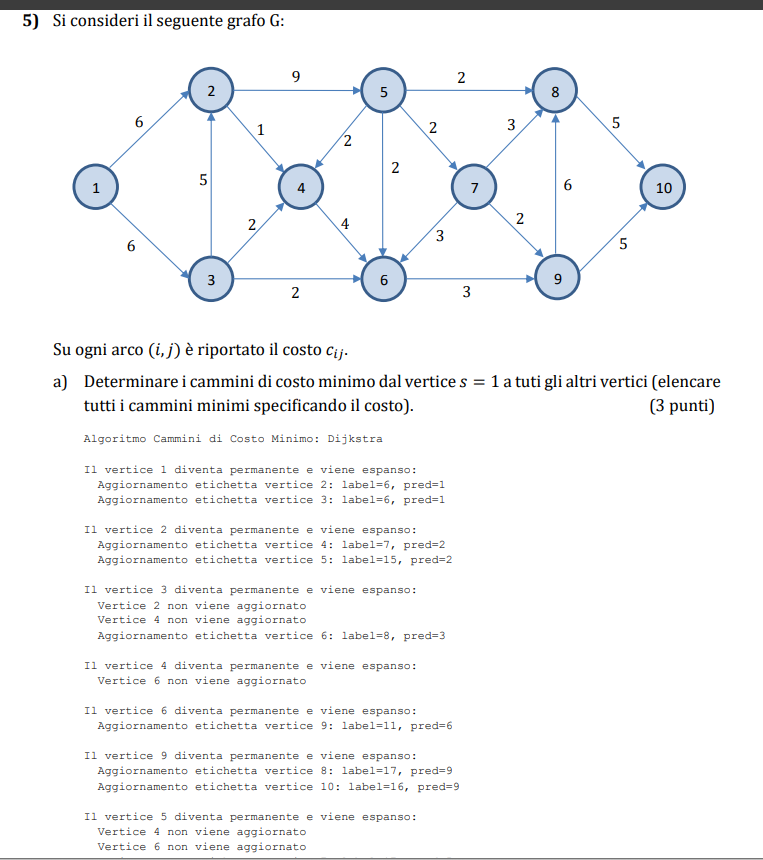 5) Si consideri il seguente grafo G:
9
2
2
5
8
6
1
2
2
3
5
5
2
1
4
7
6
10
2
4
2
6
3
5
3
6
9
2
3
Su ogni arco (i, j) è riportato il costo cij.
a) Determinare i cammini di costo minimo dal vertice s = 1 a tuti gli altri vertici (elencare
tutti i cammini minimi specificando il costo). (3 punti)
Algoritmo Cammini di Costo Minimo: Dijkstra
Il vertice 1 diventa permanente e viene espanso:
Aggiornamento etichetta vertice 2: label=6, pred=1
Aggiornamento etichetta vertice 3: label=6, pred=1
Il vertice 2 diventa permanente e viene espanso:
Aggiornamento etichetta vertice 4: label=7, pred=2
Aggiornamento etichetta vertice 5: label=15, pred=2
Il vertice 3 diventa permanente e viene espanso:
Vertice 2 non viene aggiornato
Vertice 4 non viene aggiornato
Aggiornamento etichetta vertice 6: label=8, pred=3
Il vertice 4 diventa permanente e viene espanso:
Vertice 6 non viene aggiornato
Il vertice 6 diventa permanente e viene espanso:
Aggiornamento etichetta vertice 9: label=11, pred=6
Il vertice 9 diventa permanente e viene espanso:
Aggiornamento etichetta vertice 8: label=17, pred=9
Aggiornamento etichetta vertice 10: label=16, pred=9
Il vertice 5 diventa permanente e viene espanso:
Vertice 4 non viene aggiornato
Vertice 6 non viene aggiornato